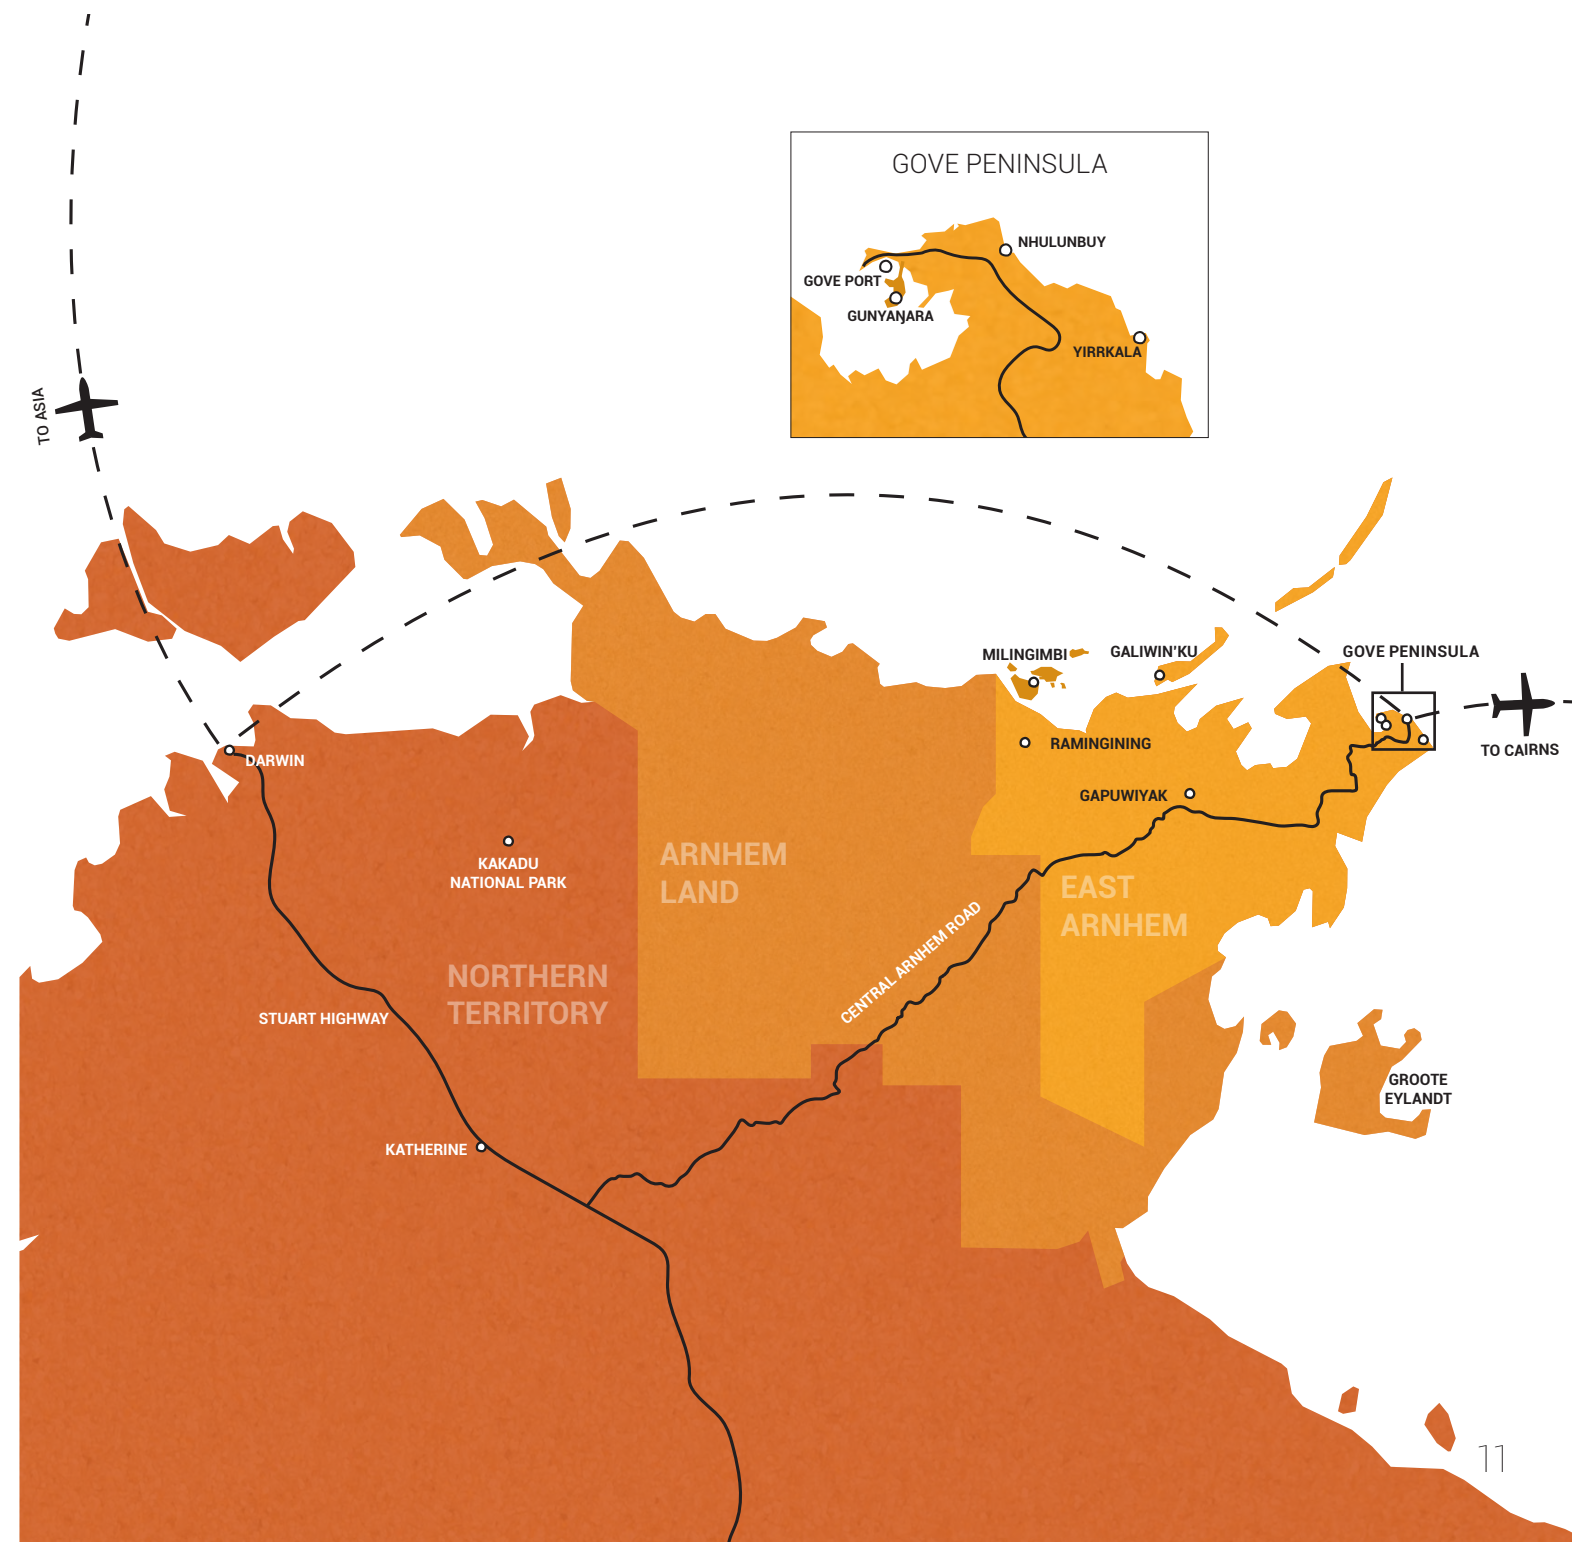 GOVE PENINSULA
NHULUNBUY
GOVE PORT
GUNYAŊARA
YIRRKALA
TO ASIA
MILINGIMBI
GALIWIN'KU
GOVE PENINSULA
RAMINGINING
TO CAIRNS
DARWIN
GAPUWIYAK
KAKADU
NATIONAL PARK
ARNHEM
LAND
EAST
ARNHEM
CENTRAL ARNHEM ROAD
NORTHERN
TERRITORY
STUART HIGHWAY
GROOTE
EYLANDT
KATHERINE
11